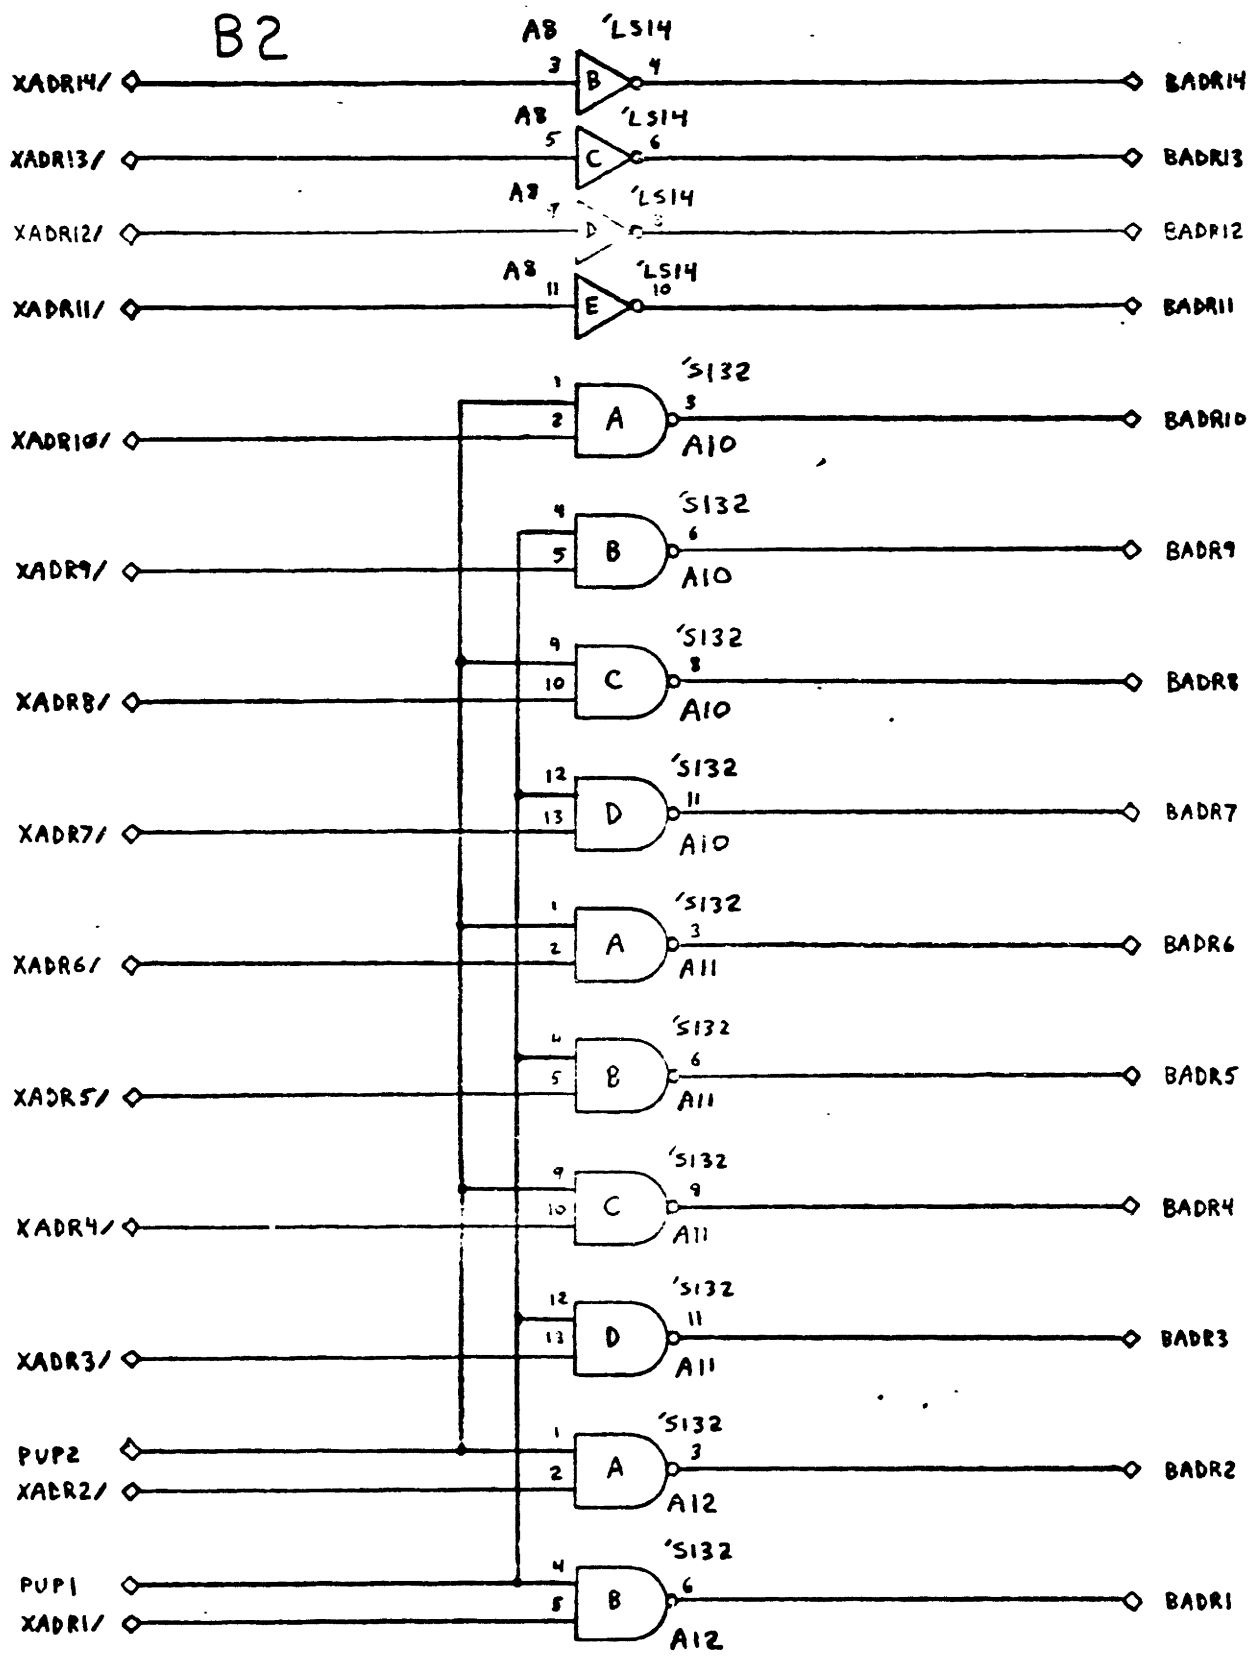 B2
A8 'LS14
XADR14/ 3 B 4 BADR14
A8 'LS14
XADR13/ 5 C 6 BADR13
A8 'LS14
XADR12/ D 8 BADR12
A8 'LS14
XADR11/ 11 E 10 BADR11
'S132
1
XADR10/ 2 A 3 BADR10
A10
'S132
4
XADR9/ 5 B 6 BADR9
A10
'S132
9
XADR8/ 10 C 8 BADR8
A10
'S132
12
XADR7/ 13 D 11 BADR7
A10
'S132
1
XADR6/ 2 A 3 BADR6
A11
'S132
4
XADR5/ 5 B 6 BADR5
A11
'S132
9
XADR4/ 10 C 8 BADR4
A11
'S132
12
XADR3/ 13 D 11 BADR3
A11
'S132
PUP2 1
XADR2/ 2 A 3 BADR2
A12
'S132
PUP1 4
XADR1/ 5 B 6 BADR1
A12